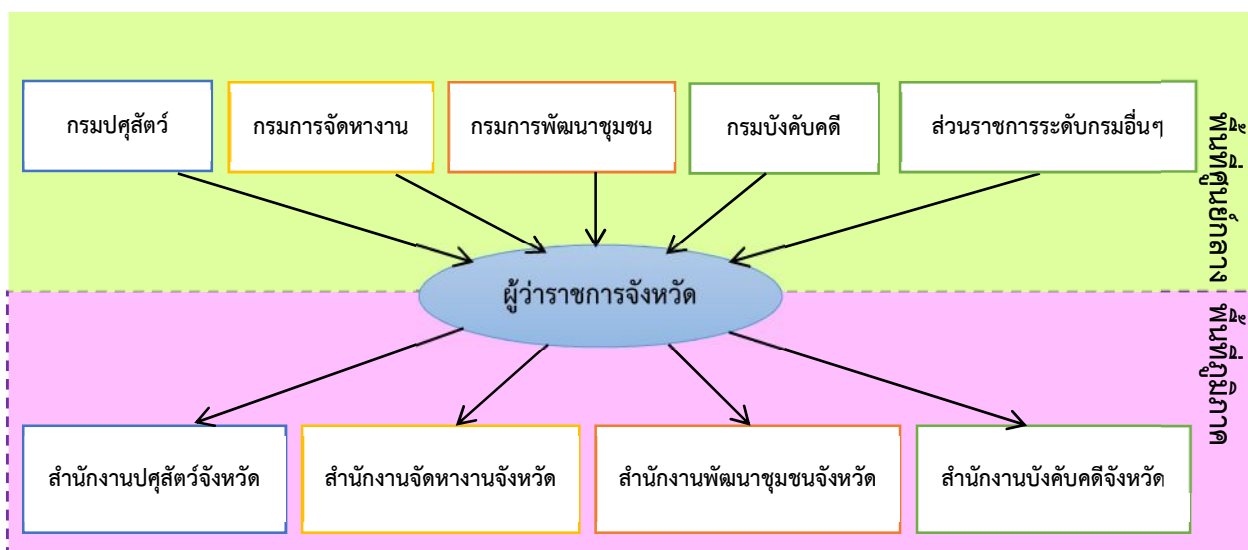 กรมปศุสัตว์
กรมการจัดหางาน
กรมการพัฒนาชุมชน
กรมบังคับคดี
ส่วนราชการระดับกรมอื่นๆ
พื้นที่ศูนย์กลาง
ผู้ว่าราชการจังหวัด
พื้นที่ภูมิภาค
สำนักงานปศุสัตว์จังหวัด
สำนักงานจัดหางานจังหวัด
สำนักงานพัฒนาชุมชนจังหวัด
สำนักงานบังคับคดีจังหวัด